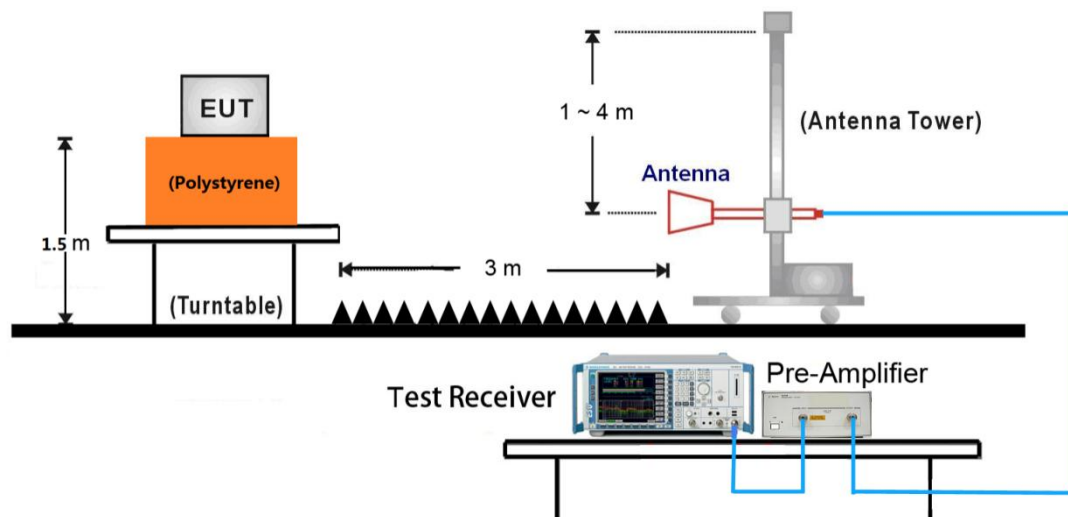 EUT
(Polystyrene)
1.5 m
(Turntable)
3 m
1 ~ 4 m
Antenna
(Antenna Tower)
Test Receiver
Pre-Amplifier